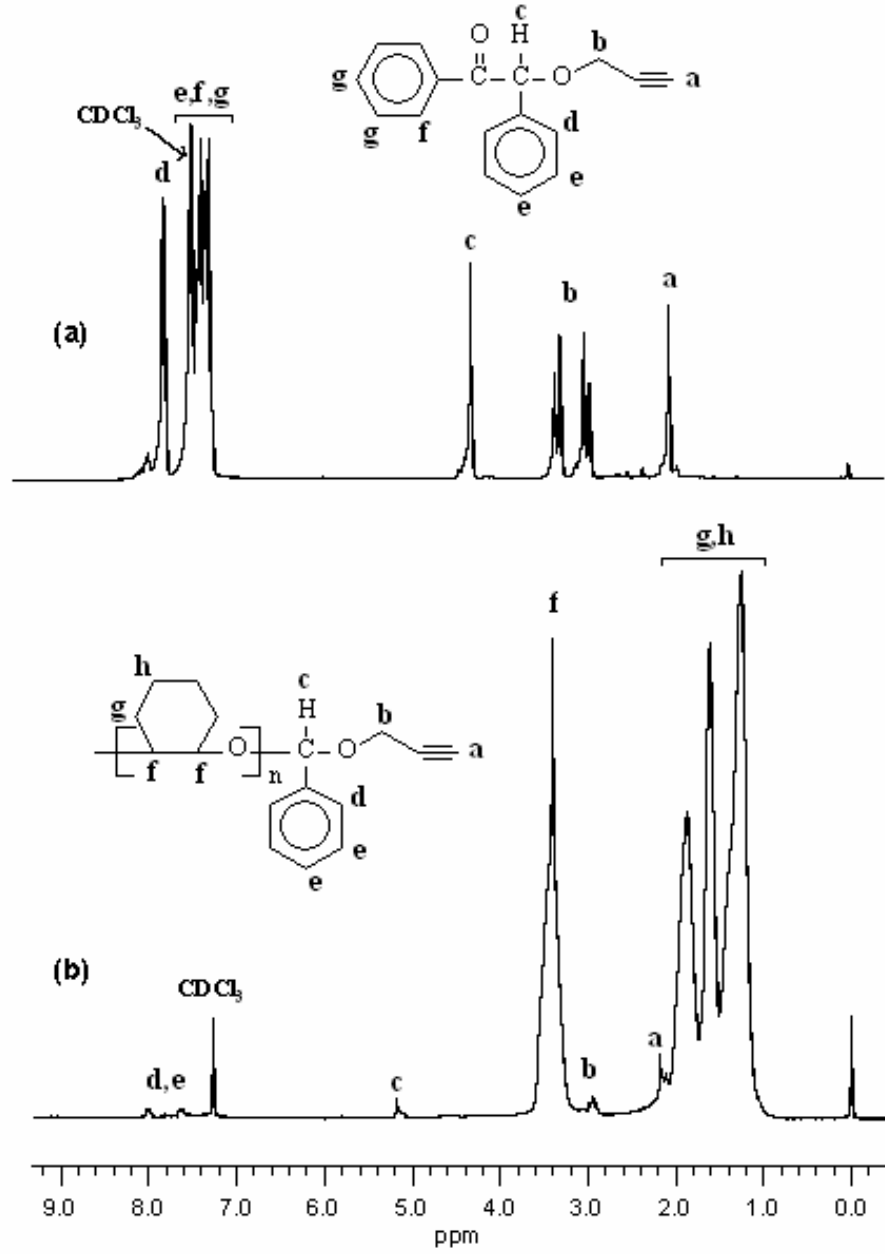 c
O H b
g C C O a
e,f,g
CDCl3 g f d
d e
e
c
b a
(a)
g,h
f
h c
H b
g
O C O a
f f n
d
e
e
(b)
CDCl3
a
d,e c b
9.0 8.0 7.0 6.0 5.0 4.0 3.0 2.0 1.0 0.0
ppm